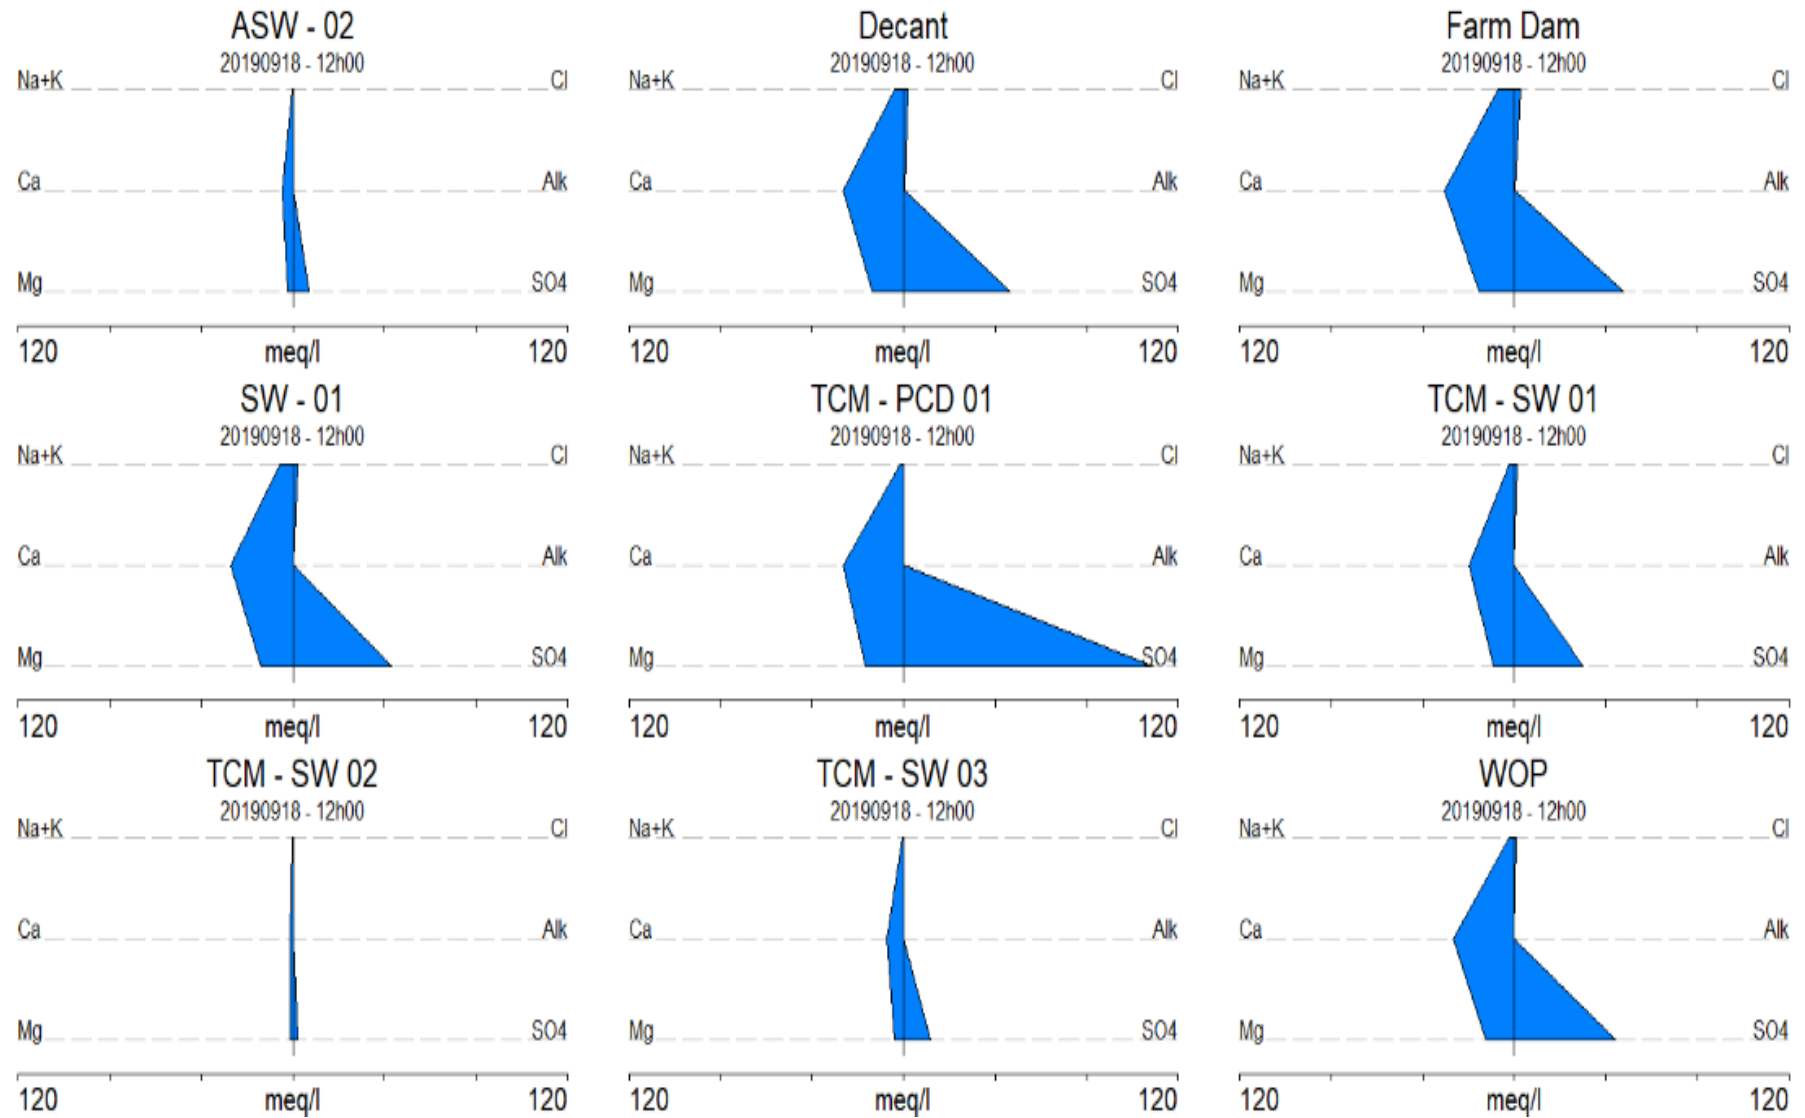 ASW - 02 Decant Farm Dam
20190918 - 12h00 20190918 - 12h00 20190918 - 12h00
Na+K Cl Na+K Cl Na+K Cl
Ca Alk Ca Alk Ca Alk
Mg SO4 Mg SO4 Mg SO4
120 meq/l 120 120 meq/l 120 120 meq/l 120
SW - 01 TCM - PCD 01 TCM - SW 01
20190918 - 12h00 20190918 - 12h00 20190918 - 12h00
Na+K Cl Na+K Cl Na+K Cl
Ca Alk Ca Alk Ca Alk
Mg SO4 Mg SO4 Mg SO4
120 meq/l 120 120 meq/l 120 120 meq/l 120
TCM - SW 02 TCM - SW 03 WOP
20190918 - 12h00 20190918 - 12h00 20190918 - 12h00
Na+K Cl Na+K Cl Na+K Cl
Ca Alk Ca Alk Ca Alk
Mg SO4 Mg SO4 Mg SO4
120 meq/l 120 120 meq/l 120 120 meq/l 120